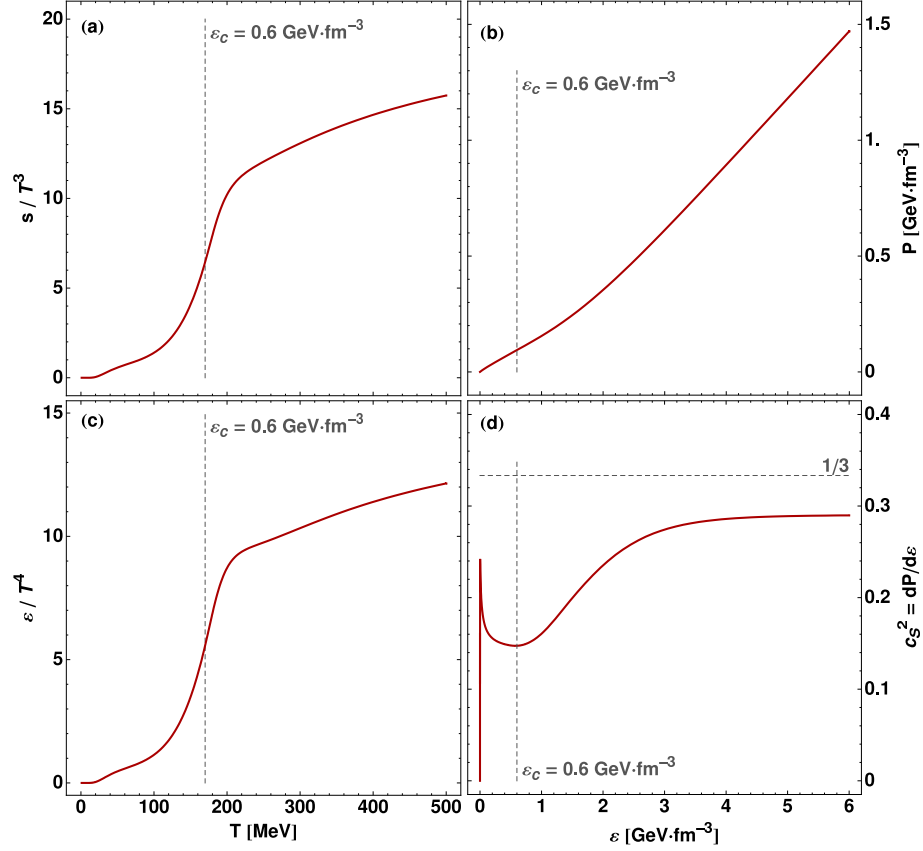 (a)
ε_c = 0.6 GeV·fm⁻³
s / T³
20
15
10
5
0
(b)
ε_c = 0.6 GeV·fm⁻³
P [GeV·fm⁻³]
1.5
1.
0.5
0
(c)
ε_c = 0.6 GeV·fm⁻³
ε / T⁴
15
10
5
0
0 100 200 300 400 500
T [MeV]
(d)
1/3
ε_c = 0.6 GeV·fm⁻³
c_s² = dP/dε
0.4
0.3
0.2
0.1
0
0 1 2 3 4 5 6
ε [GeV·fm⁻³]